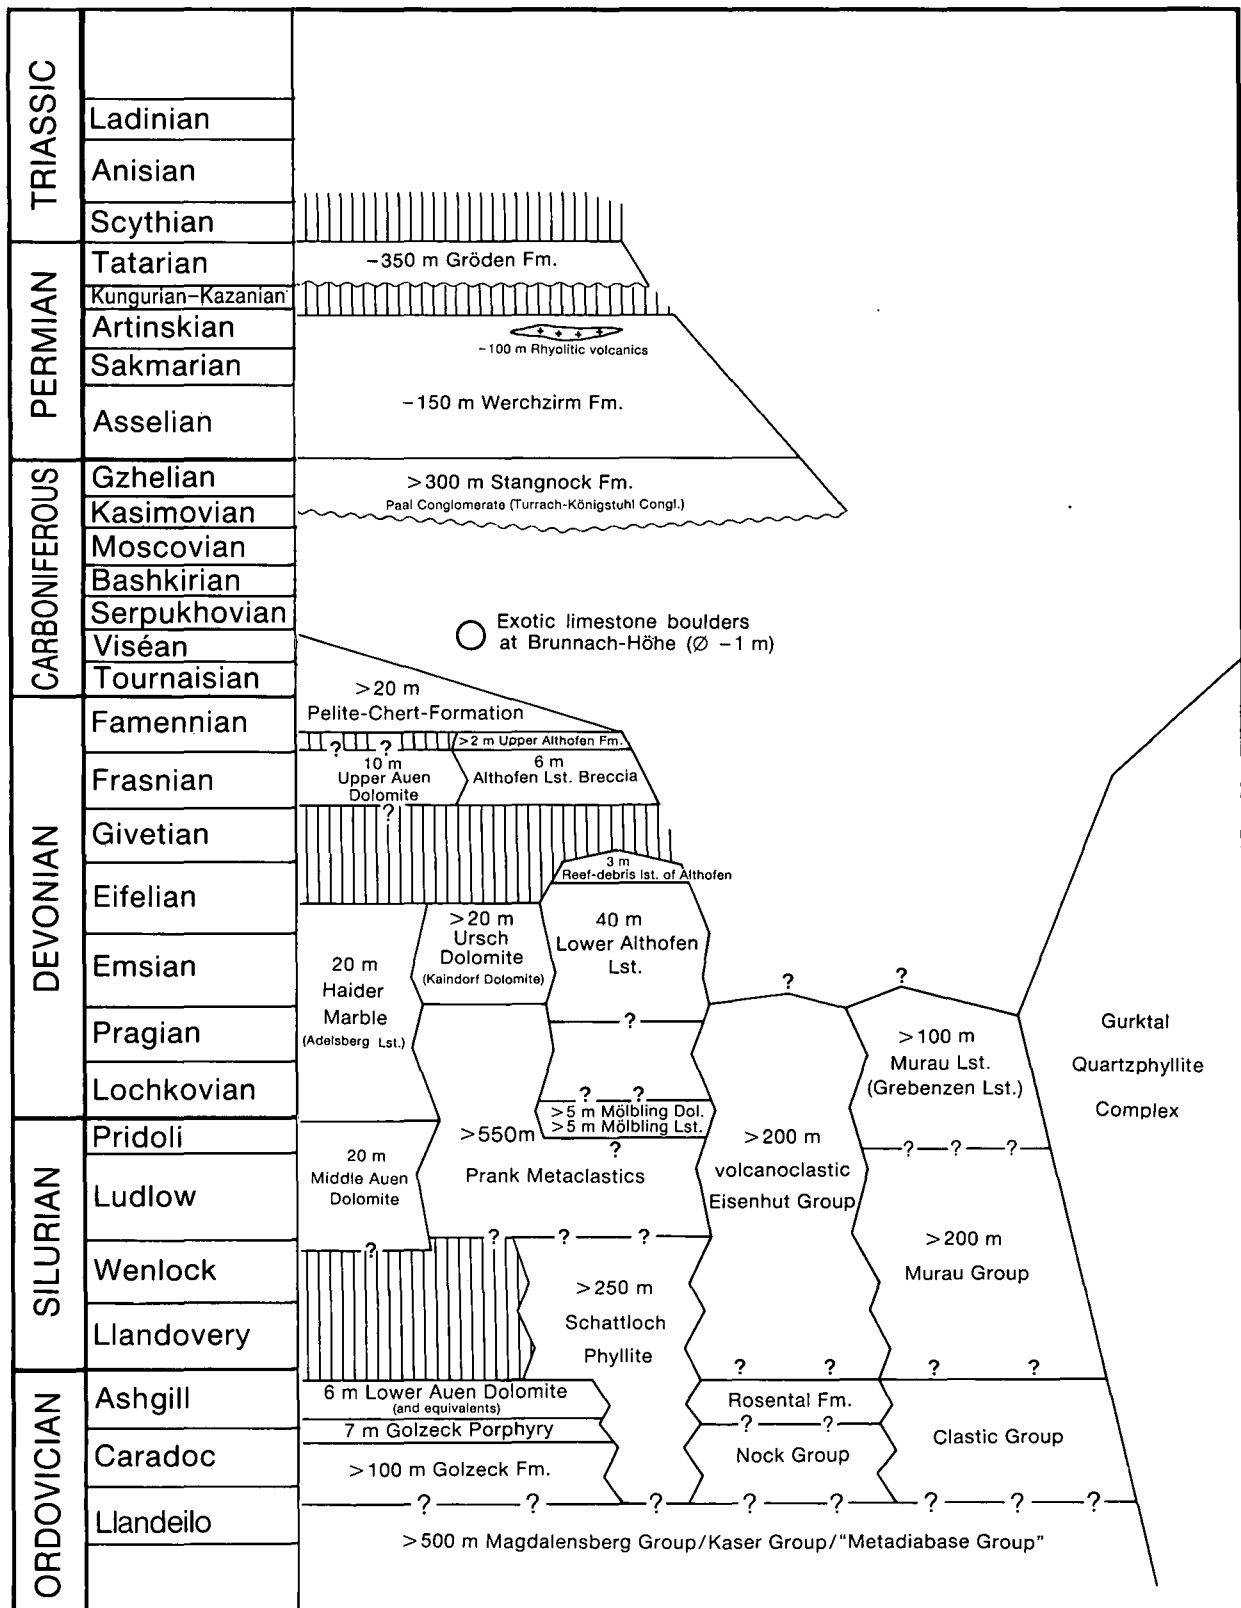 TRIASSIC
Ladinian
Anisian
Scythian
PERMIAN
Tatarian
Kungurian–Kazanian
Artinskian
Sakmarian
Asselian
CARBONIFEROUS
Gzhelian
Kasimovian
Moscovian
Bashkirian
Serpukhovian
Viséan
Tournaisian
DEVONIAN
Famennian
Frasnian
Givetian
Eifelian
Emsian
Pragian
Lochkovian
SILURIAN
Pridoli
Ludlow
Wenlock
Llandovery
ORDOVICIAN
Ashgill
Caradoc
Llandeilo
~350 m Gröden Fm.
~100 m Rhyolitic volcanics
~150 m Werchzirm Fm.
>300 m Stangnock Fm.
Paal Conglomerate (Turrach-Königstuhl Congl.)
Exotic limestone boulders
at Brunnach-Höhe (Ø ~1 m)
>20 m
Pelite-Chert-Formation
? ?
>2 m Upper Althofen Fm.
10 m
Upper Auen
Dolomite
?
6 m
Althofen Lst. Breccia
3 m
Reef-debris lst. of Althofen
20 m
Haider
Marble
(Adelsberg Lst.)
>20 m
Ursch
Dolomite
(Kaindorf Dolomite)
40 m
Lower Althofen
Lst.
?
? ?
>5 m Mölbling Dol.
>5 m Mölbling Lst.
?
>550m
Prank Metaclastics
? ? ?
20 m
Middle Auen
Dolomite
?
>250 m
Schattloch
Phyllite
?
>200 m
volcanoclastic
Eisenhut Group
? ?
?
>100 m
Murau Lst.
(Grebenzen Lst.)
? ? ?
>200 m
Murau Group
? ?
Gurktal
Quartzphyllite
Complex
6 m Lower Auen Dolomite
(and equivalents)
7 m Golzeck Porphyry
>100 m Golzeck Fm.
Rosental Fm.
? ?
Nock Group
Clastic Group
? ? ? ? ? ? ? ?
>500 m Magdalensberg Group/Kaser Group/“Metadiabase Group”